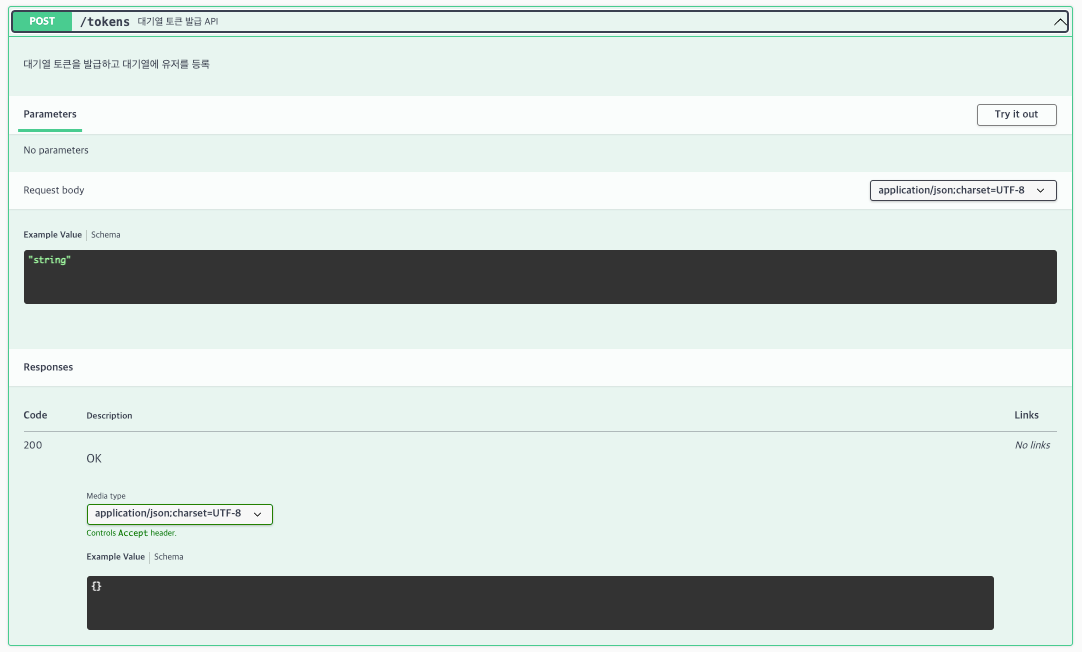 POST /tokens 대기열 토큰 발급 API
대기열 토큰을 발급하고 대기열에 유저를 등록
Parameters Try it out
No parameters
Request body application/json;charset=UTF-8
Example Value | Schema
"string"
Responses
Code Description Links
200 OK No links
Media type
application/json;charset=UTF-8
Controls Accept header.
Example Value | Schema
{}